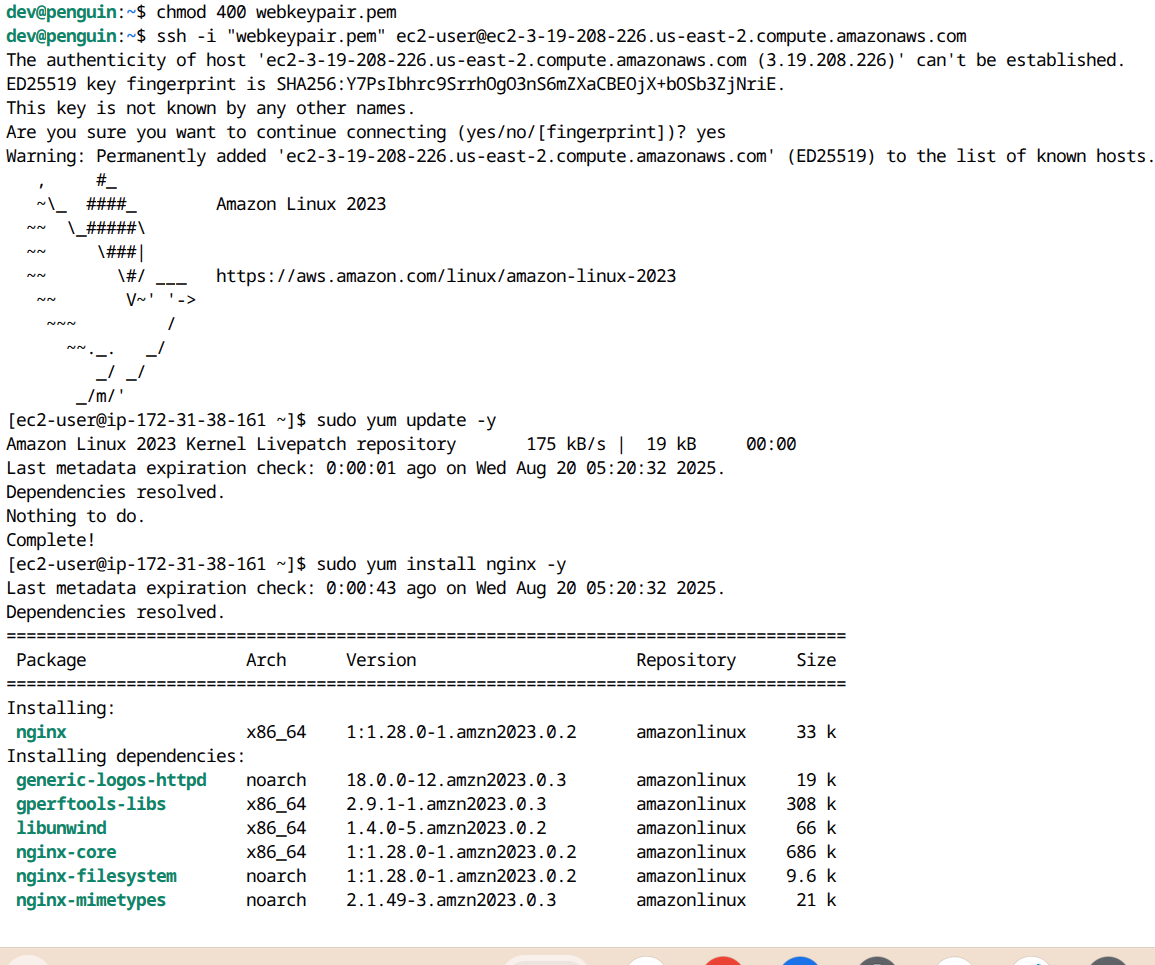 dev@penguin:~$ chmod 400 webkeypair.pem
dev@penguin:~$ ssh -i "webkeypair.pem" ec2-user@ec2-3-19-208-226.us-east-2.compute.amazonaws.com
The authenticity of host 'ec2-3-19-208-226.us-east-2.compute.amazonaws.com (3.19.208.226)' can't be established.
ED25519 key fingerprint is SHA256:Y7PsIbhrc9SrrhOgO3nS6mZXaCBEOjX+bOSb3ZjNriE.
This key is not known by any other names.
Are you sure you want to continue connecting (yes/no/[fingerprint])? yes
Warning: Permanently added 'ec2-3-19-208-226.us-east-2.compute.amazonaws.com' (ED25519) to the list of known hosts.
   ,     #_
   ~\_  ####_        Amazon Linux 2023
  ~~  \_#####\
  ~~     \###|
  ~~       \#/ ___   https://aws.amazon.com/linux/amazon-linux-2023
   ~~       V~' '->
    ~~~         /
      ~~._.   _/
         _/ _/
       _/m/'
[ec2-user@ip-172-31-38-161 ~]$ sudo yum update -y
Amazon Linux 2023 Kernel Livepatch repository       175 kB/s |  19 kB     00:00
Last metadata expiration check: 0:00:01 ago on Wed Aug 20 05:20:32 2025.
Dependencies resolved.
Nothing to do.
Complete!
[ec2-user@ip-172-31-38-161 ~]$ sudo yum install nginx -y
Last metadata expiration check: 0:00:43 ago on Wed Aug 20 05:20:32 2025.
Dependencies resolved.
====================================================================================
 Package                Arch      Version                      Repository      Size
====================================================================================
Installing:
 nginx                  x86_64    1:1.28.0-1.amzn2023.0.2      amazonlinux     33 k
Installing dependencies:
 generic-logos-httpd    noarch    18.0.0-12.amzn2023.0.3       amazonlinux     19 k
 gperftools-libs        x86_64    2.9.1-1.amzn2023.0.3         amazonlinux    308 k
 libunwind              x86_64    1.4.0-5.amzn2023.0.2         amazonlinux     66 k
 nginx-core             x86_64    1:1.28.0-1.amzn2023.0.2      amazonlinux    686 k
 nginx-filesystem       noarch    1:1.28.0-1.amzn2023.0.2      amazonlinux    9.6 k
 nginx-mimetypes        noarch    2.1.49-3.amzn2023.0.3        amazonlinux     21 k